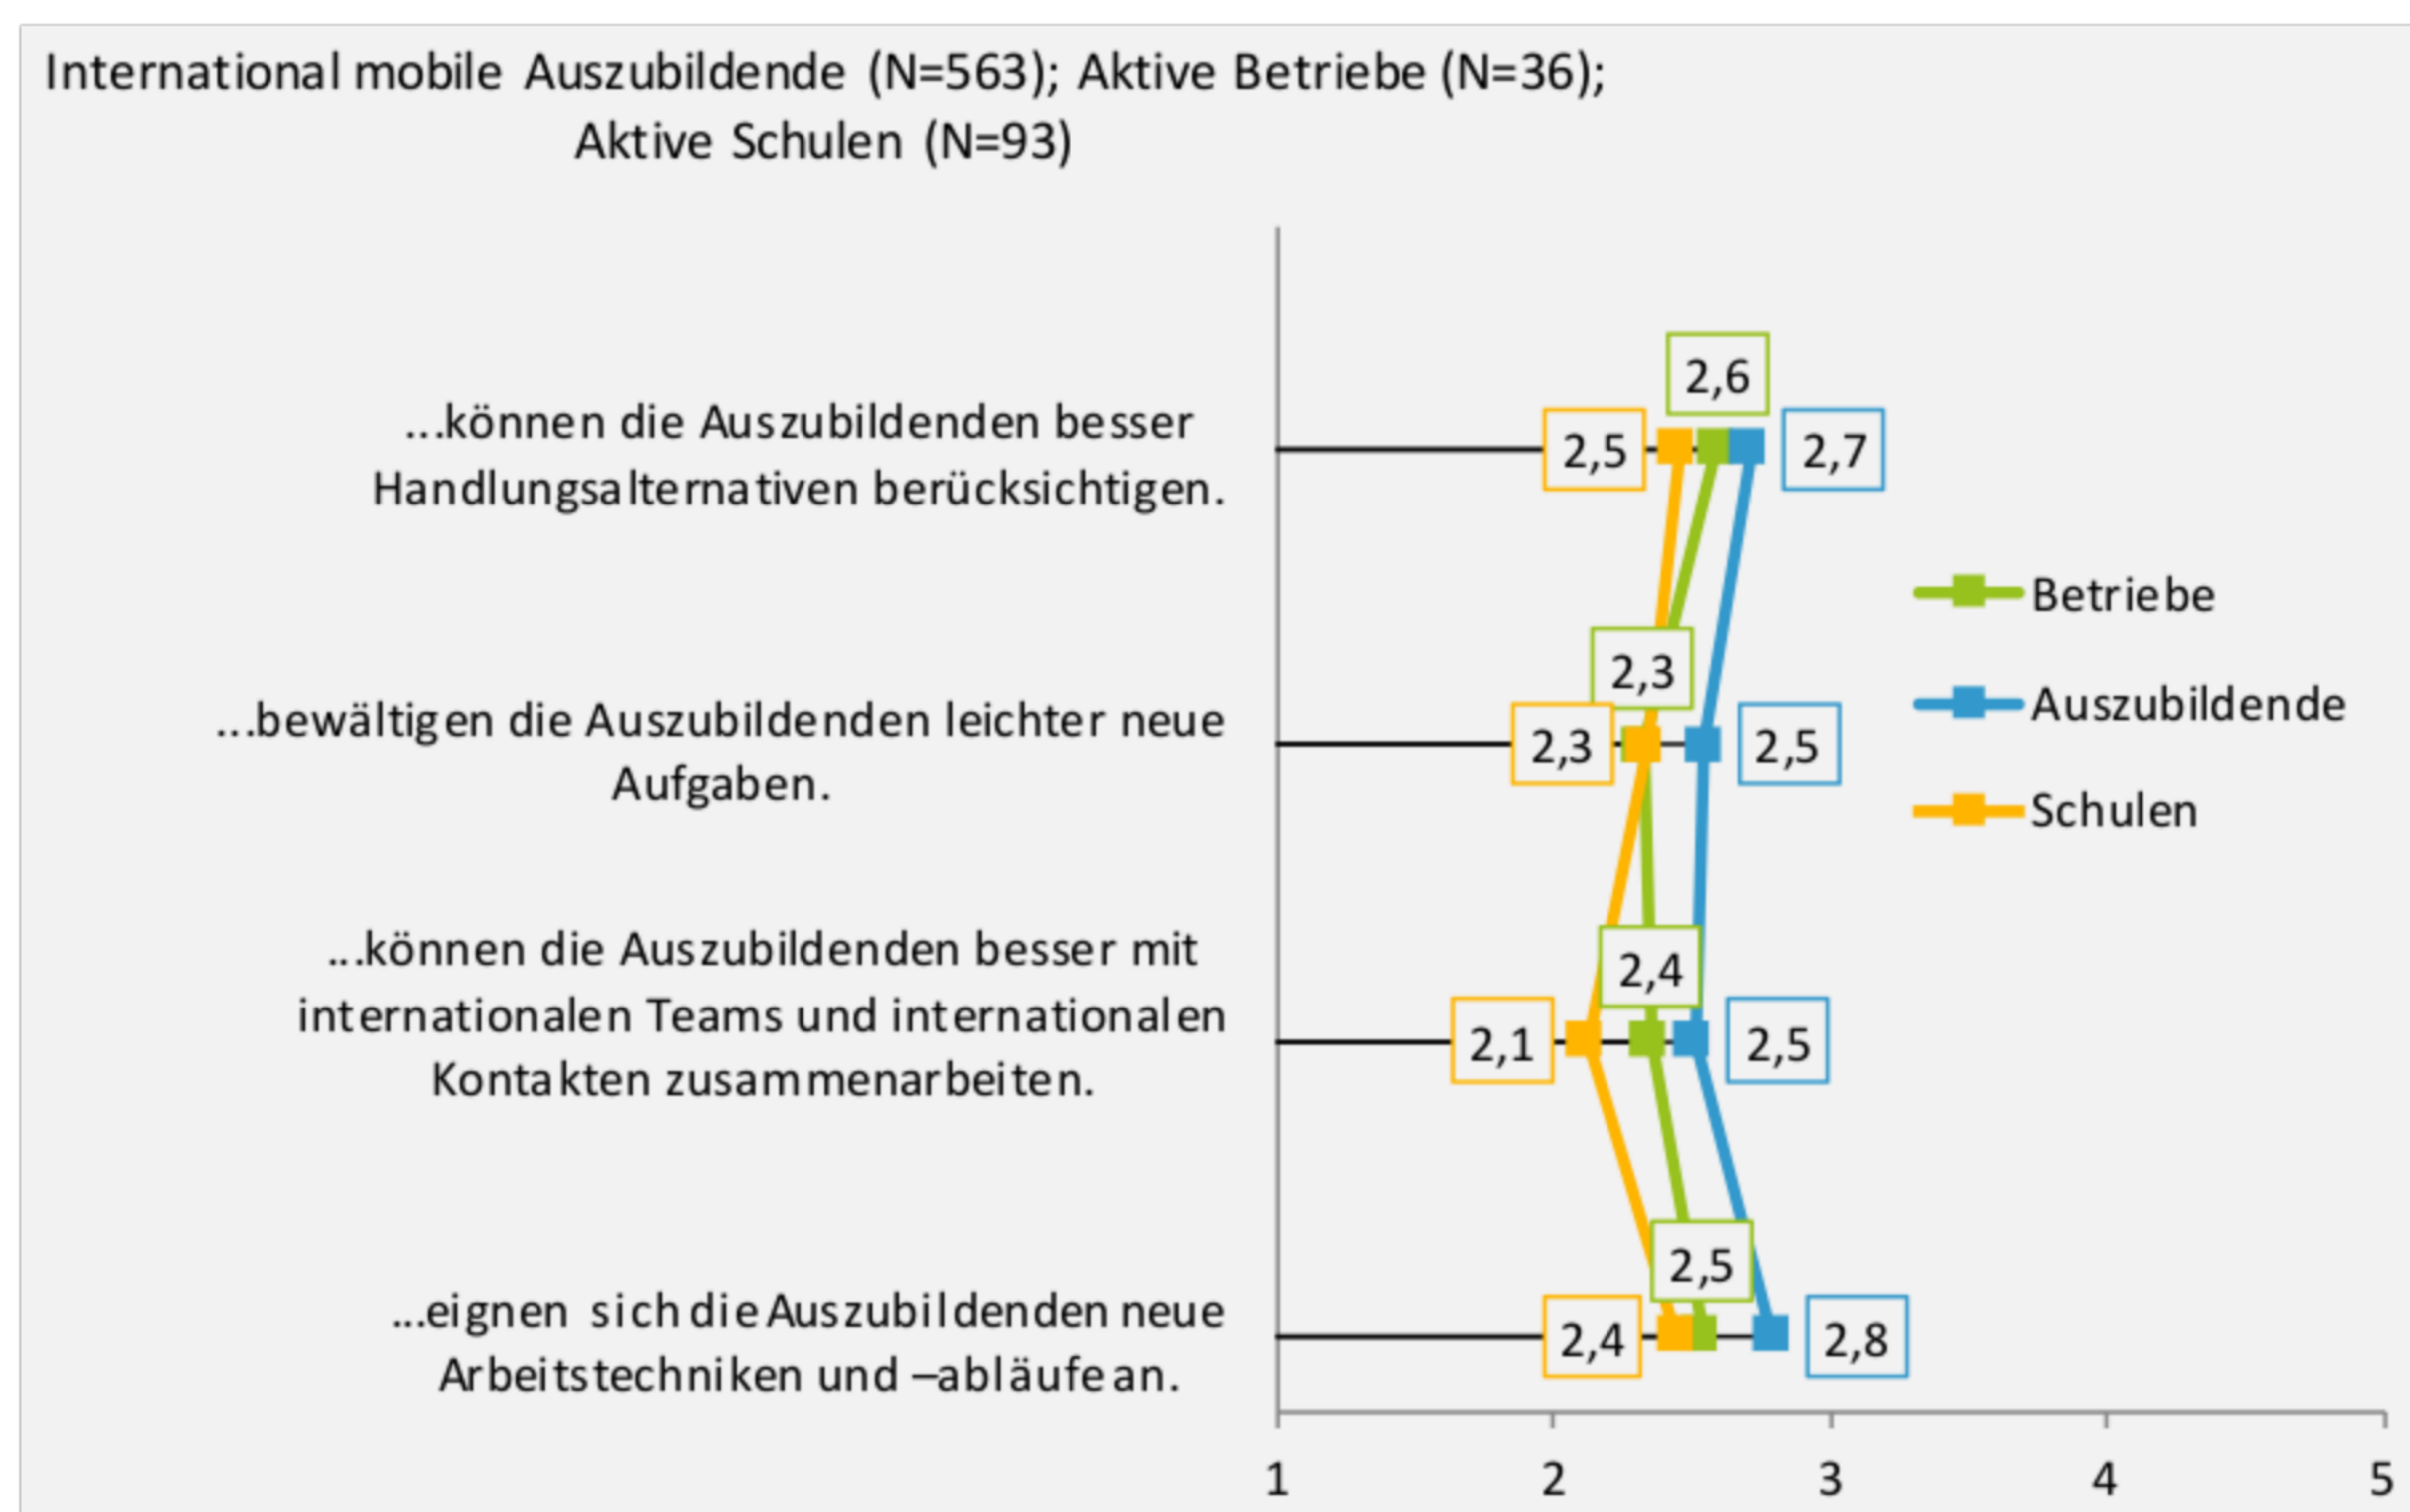 International mobile Auszubildende (N=563); Aktive Betriebe (N=36);
Aktive Schulen (N=93)
2,6
...können die Auszubildenden besser
Handlungsalternativen berücksichtigen.
2,5
2,7
Betriebe
2,3
Auszubildende
...bewältigen die Auszubildenden leichter neue
Aufgaben.
2,3
2,5
Schulen
...können die Auszubildenden besser mit
internationalen Teams und internationalen
Kontakten zusammenarbeiten.
2,4
2,1
2,5
2,5
...eignen sich die Auszubildenden neue
Arbeitstechniken und –abläufe an.
2,4
2,8
1 2 3 4 5